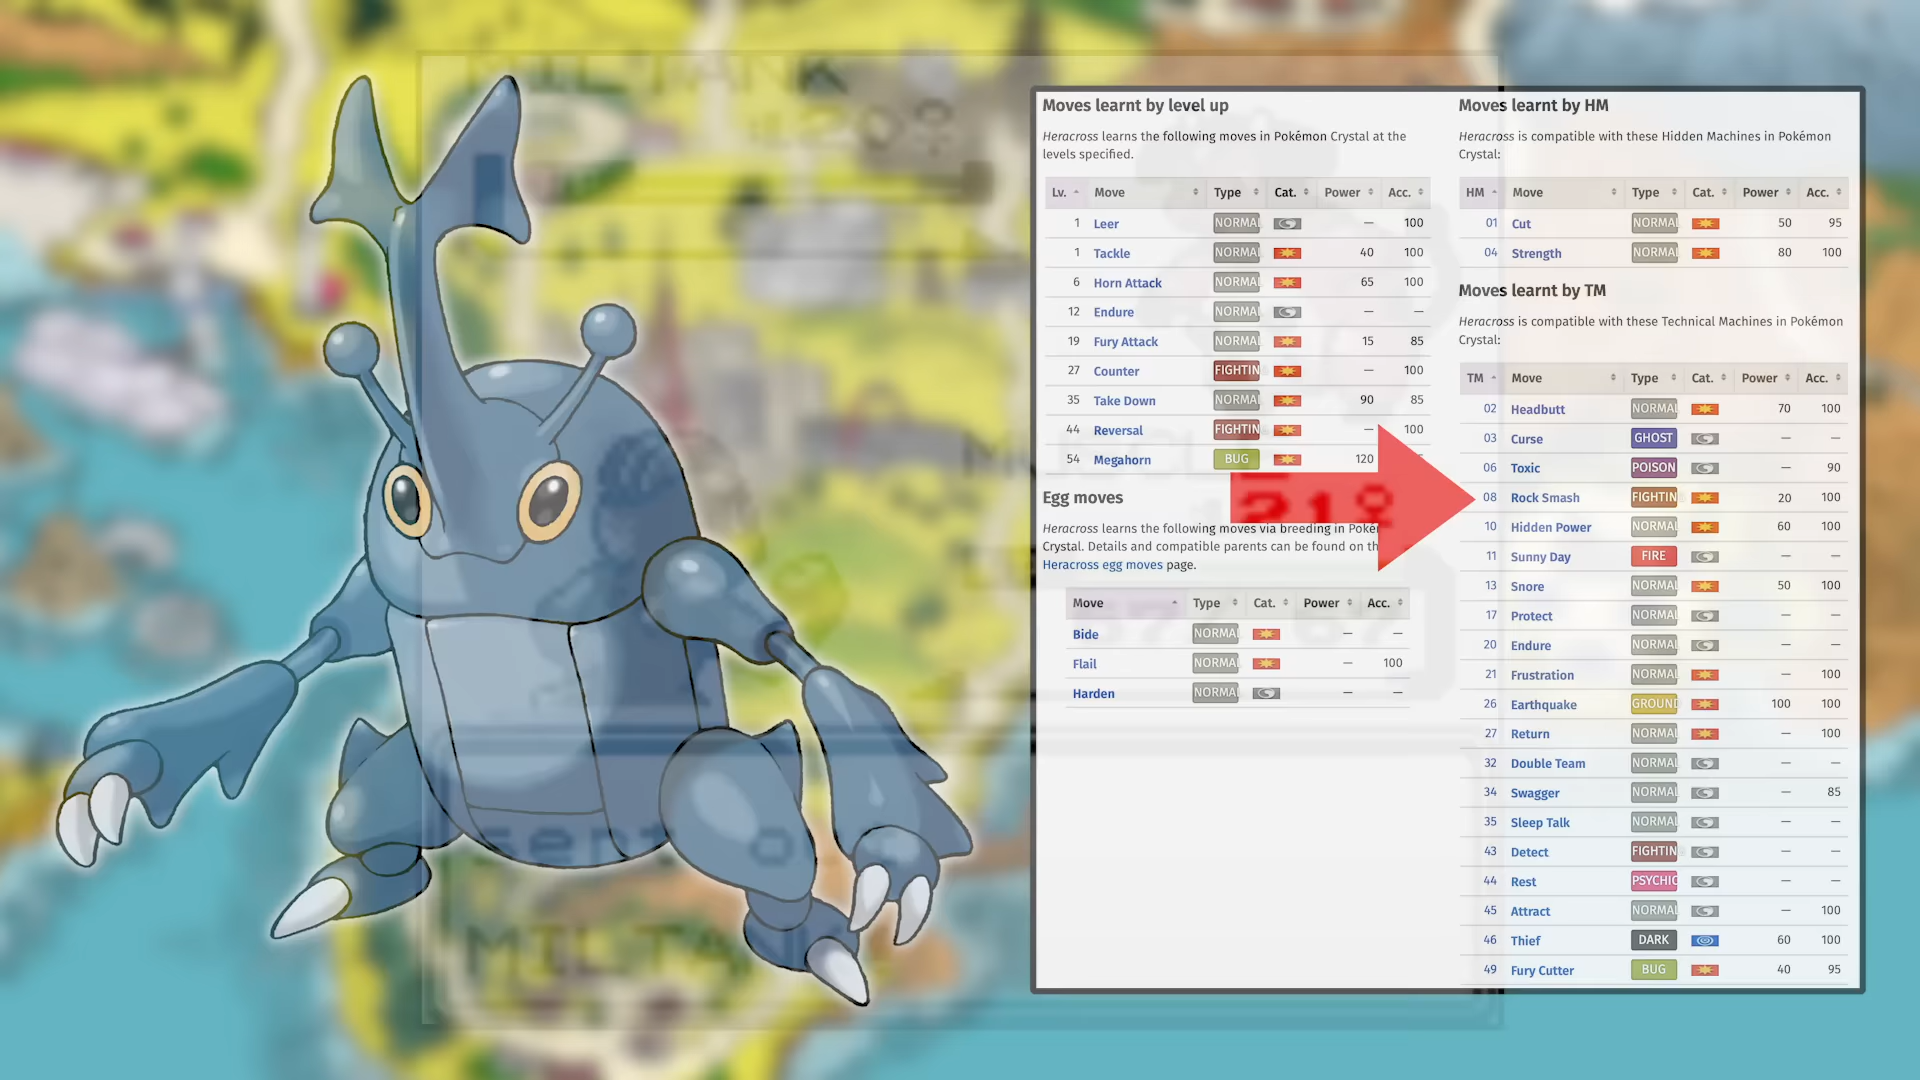 Moves learnt by level up
Heracross learns the following moves in Pokémon Crystal at the
levels specified.
Lv. Move Type Cat. Power Acc.
1 Leer NORMAL — 100
1 Tackle NORMAL 40 100
6 Horn Attack NORMAL 65 100
12 Endure NORMAL — —
19 Fury Attack NORMAL 15 85
27 Counter FIGHTIN — 100
35 Take Down NORMAL 90 85
44 Reversal FIGHTIN — 100
54 Megahorn BUG 120
Egg moves
Heracross learns the following moves via breeding in Poké
Crystal. Details and compatible parents can be found on th
Heracross egg moves page.
Move Type Cat. Power Acc.
Bide NORMAL — —
Flail NORMAL — 100
Harden NORMAL — —
Moves learnt by HM
Heracross is compatible with these Hidden Machines in Pokémon
Crystal:
HM Move Type Cat. Power Acc.
01 Cut NORMAL 50 95
04 Strength NORMAL 80 100
Moves learnt by TM
Heracross is compatible with these Technical Machines in Pokémon
Crystal:
TM Move Type Cat. Power Acc.
02 Headbutt NORMAL 70 100
03 Curse GHOST — —
06 Toxic POISON — 90
08 Rock Smash FIGHTIN 20 100
10 Hidden Power NORMAL 60 100
11 Sunny Day FIRE — —
13 Snore NORMAL 50 100
17 Protect NORMAL — —
20 Endure NORMAL — —
21 Frustration NORMAL — 100
26 Earthquake GROUND 100 100
27 Return NORMAL — 100
32 Double Team NORMAL — —
34 Swagger NORMAL — 85
35 Sleep Talk NORMAL — —
43 Detect FIGHTIN — —
44 Rest PSYCHIC — —
45 Attract NORMAL — 100
46 Thief DARK 60 100
49 Fury Cutter BUG 40 95
MILTANK
:L20♀
:L21♀
sent out
MILTANK